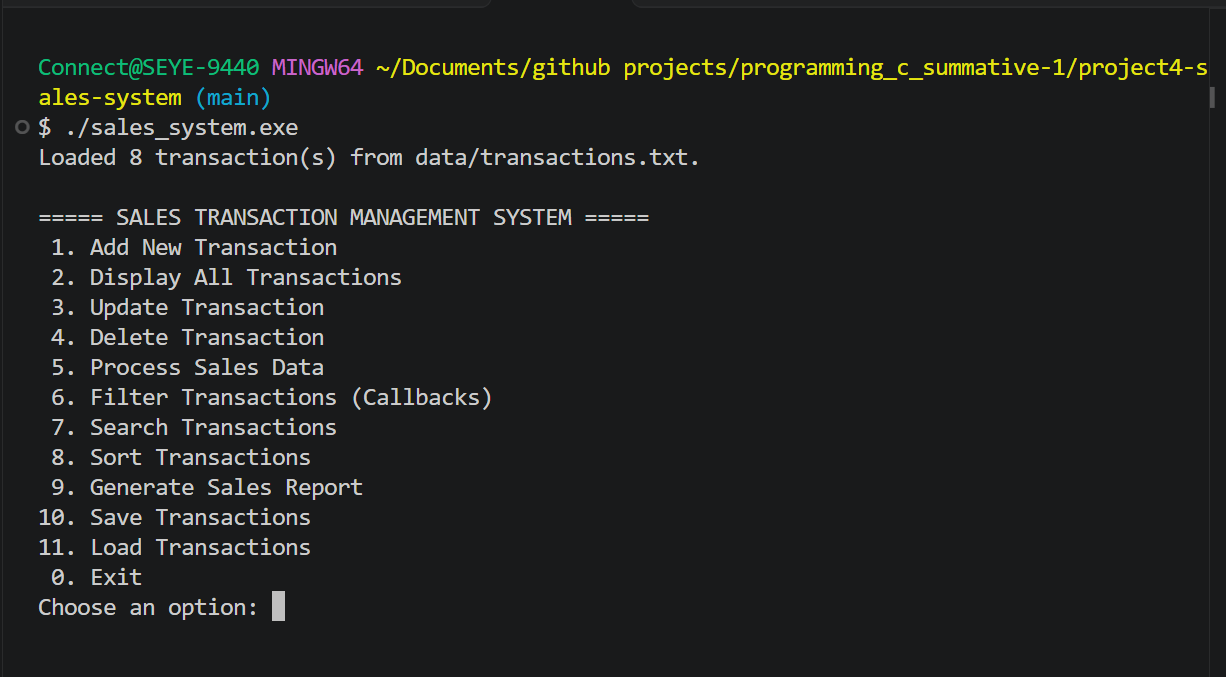 Connect@SEYE-9440 MINGW64 ~/Documents/github projects/programming_c_summative-1/project4-s
ales-system (main)
$ ./sales_system.exe
Loaded 8 transaction(s) from data/transactions.txt.
===== SALES TRANSACTION MANAGEMENT SYSTEM =====
 1. Add New Transaction
 2. Display All Transactions
 3. Update Transaction
 4. Delete Transaction
 5. Process Sales Data
 6. Filter Transactions (Callbacks)
 7. Search Transactions
 8. Sort Transactions
 9. Generate Sales Report
10. Save Transactions
11. Load Transactions
 0. Exit
Choose an option: